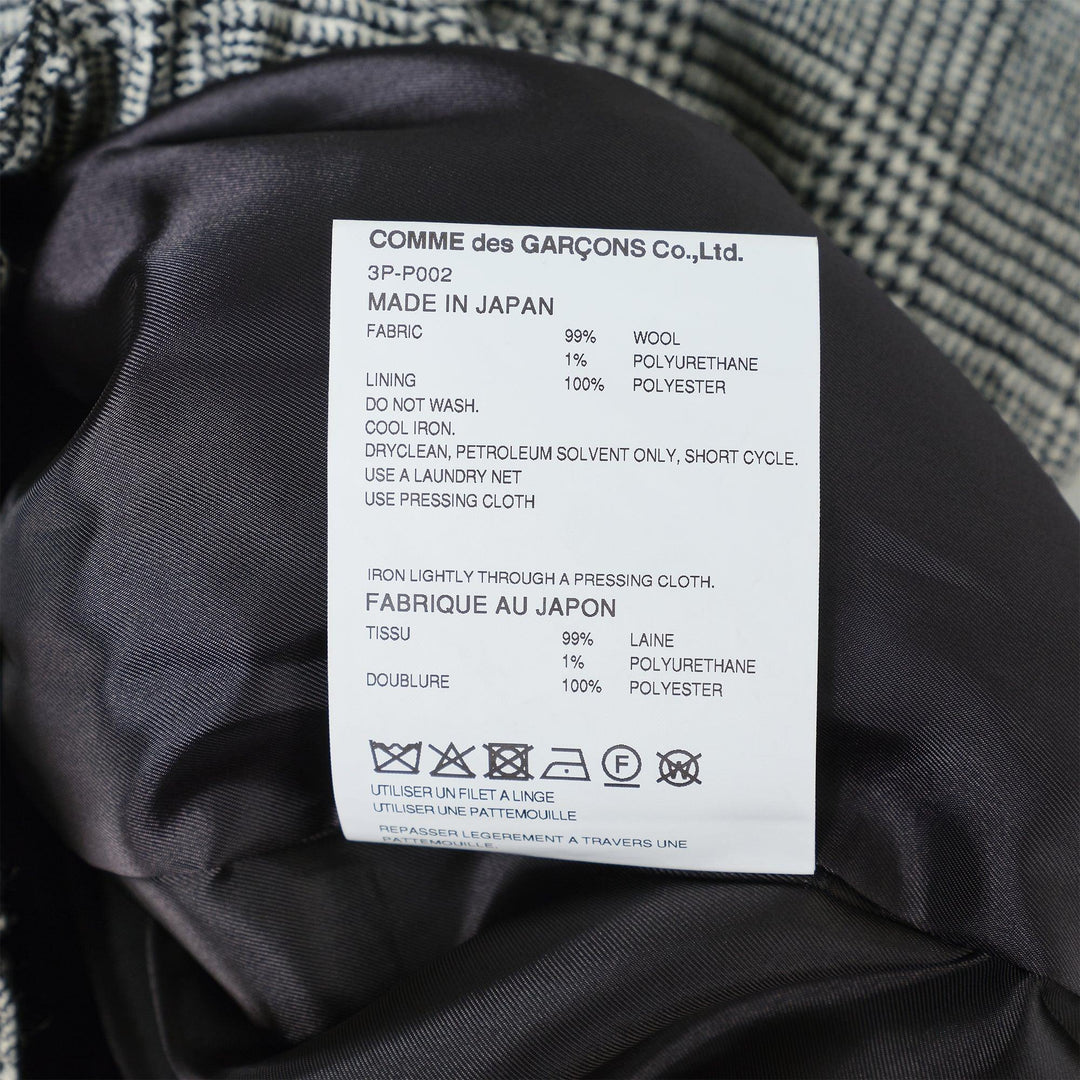 COMME des GARÇONS Co.,Ltd.
3P-P002
MADE IN JAPAN
FABRIC 99% WOOL
1% POLYURETHANE
LINING 100% POLYESTER
DO NOT WASH.
COOL IRON.
DRYCLEAN, PETROLEUM SOLVENT ONLY, SHORT CYCLE.
USE A LAUNDRY NET
USE PRESSING CLOTH
IRON LIGHTLY THROUGH A PRESSING CLOTH.
FABRIQUE AU JAPON
TISSU 99% LAINE
1% POLYURETHANE
DOUBLURE 100% POLYESTER
F W
UTILISER UN FILET A LINGE
UTILISER UNE PATTEMOUILLE
REPASSER LEGEREMENT A TRAVERS UNE
PATTEMOUILLE.